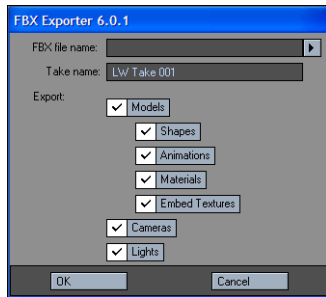 FBX Exporter 6.0.1
FBX file name:
Take name: LW Take 001
Export:
Models
Shapes
Animations
Materials
Embed Textures
Cameras
Lights
OK Cancel